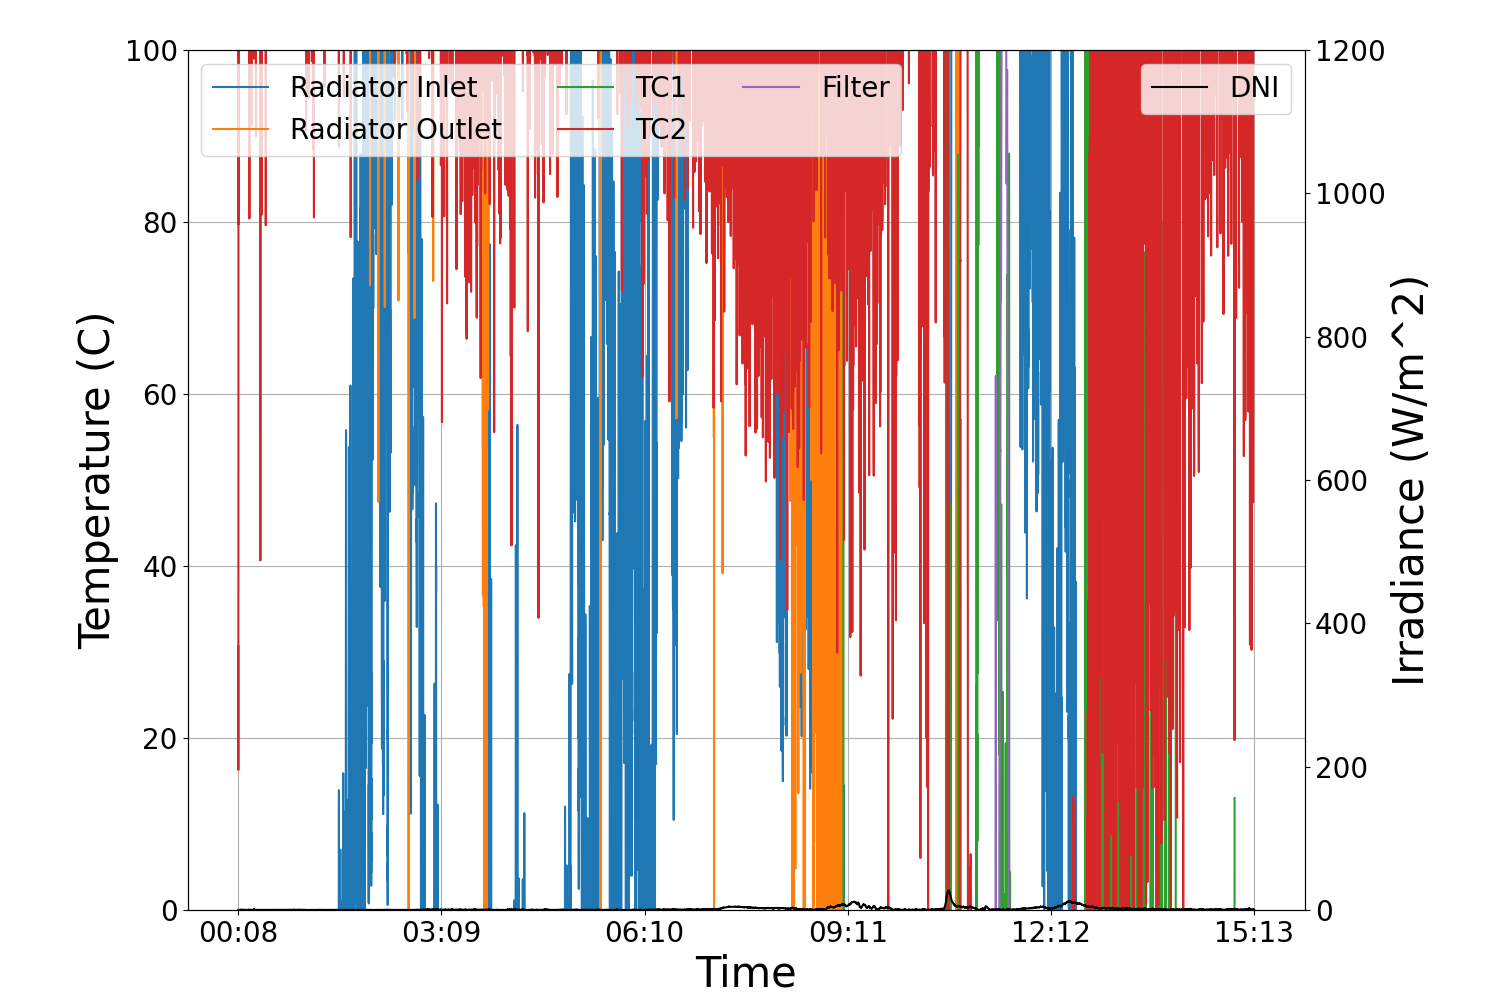 100
80
60
40
20
0
Temperature (C)
Radiator Inlet
Radiator Outlet
TC1
TC2
Filter
DNI
1200
1000
800
600
400
200
0
Irradiance (W/m^2)
00:08
03:09
06:10
09:11
12:12
15:13
Time